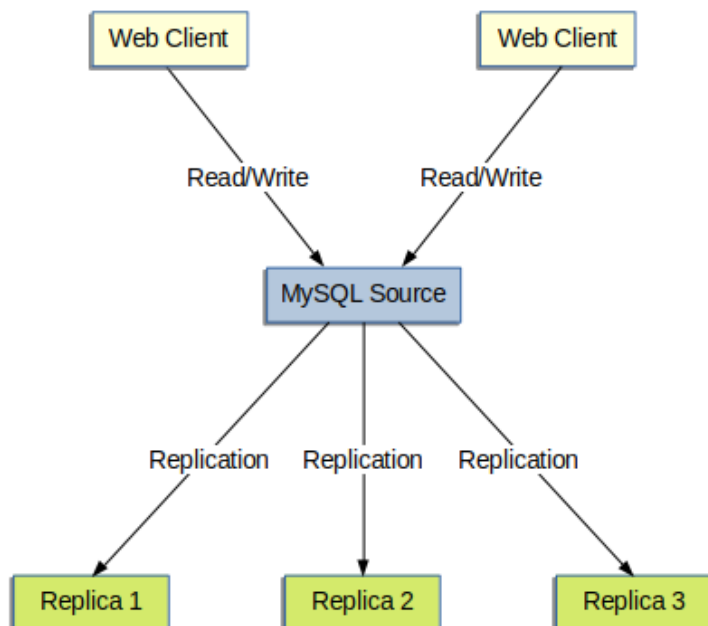 Web Client
Web Client
Read/Write
Read/Write
MySQL Source
Replication
Replication
Replication
Replica 1
Replica 2
Replica 3